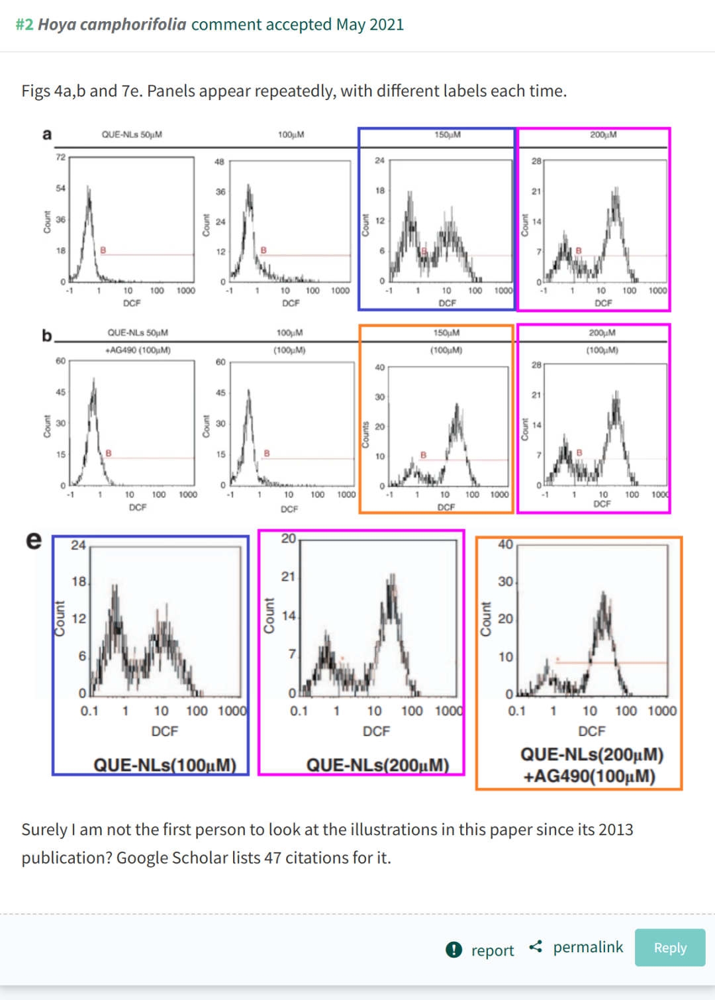 #2 Hoya camphorifolia comment accepted May 2021
Figs 4a,b and 7e. Panels appear repeatedly, with different labels each time.
a
QUE-NLs 50μM
100μM
150μM
200μM
72
54
36
18
0
Count
B
-1 1 10 100 1000
DCF
48
36
24
12
0
Count
B
-1 1 10 100 1000
DCF
24
18
12
6
0
Count
B
-1 1 10 100 1000
DCF
28
21
14
7
0
Count
B
-1 1 10 100 1000
DCF
b
QUE-NLs 50μM
+AG490 (100μM)
100μM
(100μM)
150μM
(100μM)
200μM
(100μM)
60
45
30
15
0
Count
B
-1 1 10 100 1000
DCF
60
45
30
15
0
Count
B
-1 1 10 100 1000
DCF
40
30
20
10
0
Counts
B
-1 1 10 100 1000
DCF
28
21
14
7
0
Count
B
-1 1 10 100 1000
DCF
e
24
18
12
6
0
Count
0.1 1 10 100 1000
DCF
QUE-NLs(100μM)
20
21
14
7
0
Count
0.1 1 10 100 1000
DCF
QUE-NLs(200μM)
40
30
20
10
0
Count
0.1 1 10 100 1000
DCF
QUE-NLs(200μM)
+AG490(100μM)
Surely I am not the first person to look at the illustrations in this paper since its 2013
publication? Google Scholar lists 47 citations for it.
report
permalink
Reply